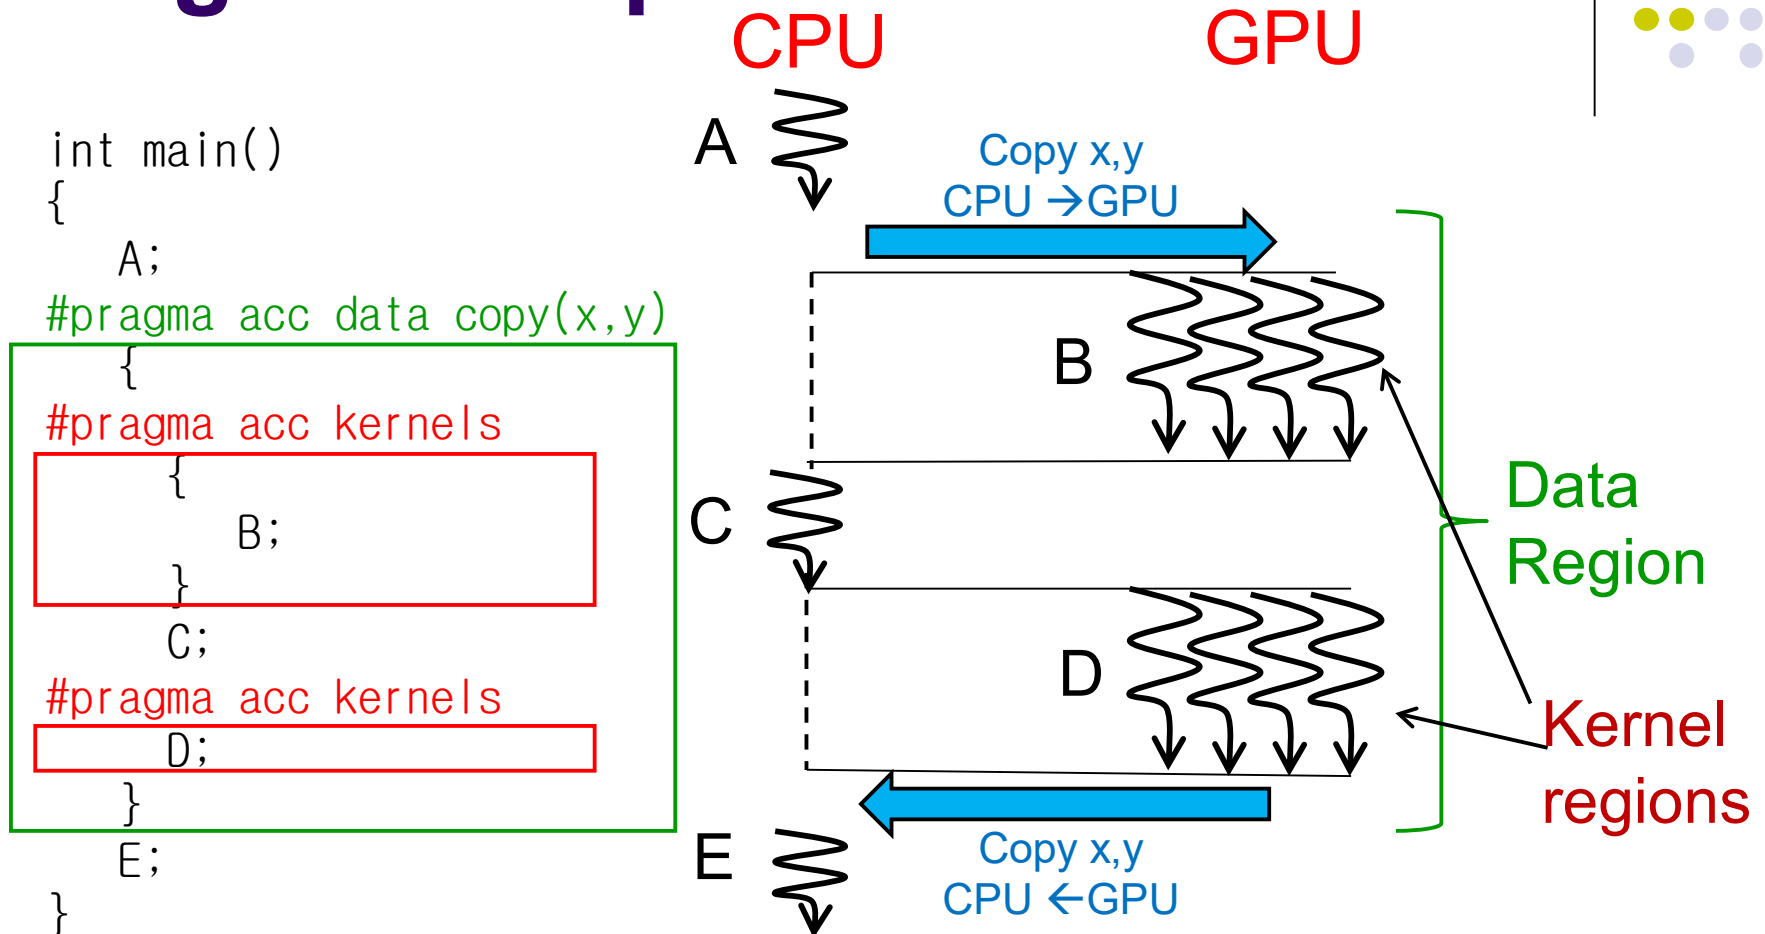 CPU
GPU
int main()
{
A;
#pragma acc data copy(x,y)
{
#pragma acc kernels
{
B;
}
C;
#pragma acc kernels
D;
}
E;
}
A
Copy x,y
CPU →GPU
B
C
D
E
Copy x,y
CPU ←GPU
Data
Region
Kernel
regions